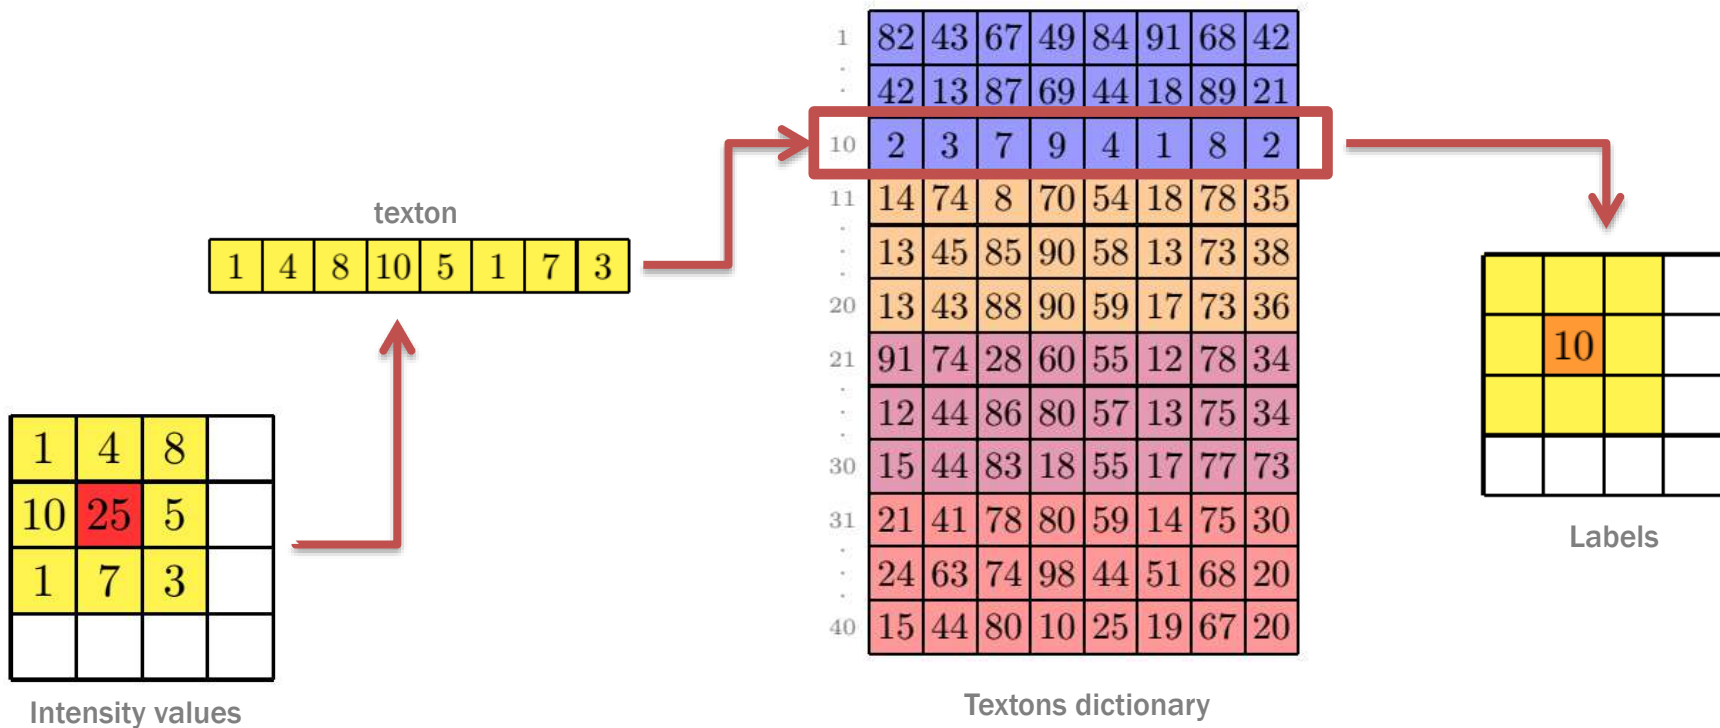 1 82 43 67 49 84 91 68 42
. 42 13 87 69 44 18 89 21
10 2 3 7 9 4 1 8 2
11 14 74 8 70 54 18 78 35
. 13 45 85 90 58 13 73 38
20 13 43 88 90 59 17 73 36
21 91 74 28 60 55 12 78 34
. 12 44 86 80 57 13 75 34
30 15 44 83 18 55 17 77 73
31 21 41 78 80 59 14 75 30
. 24 63 74 98 44 51 68 20
40 15 44 80 10 25 19 67 20
Textons dictionary
texton
1 4 8 10 5 1 7 3
1 4 8
10 25 5
1 7 3
Intensity values
10
Labels